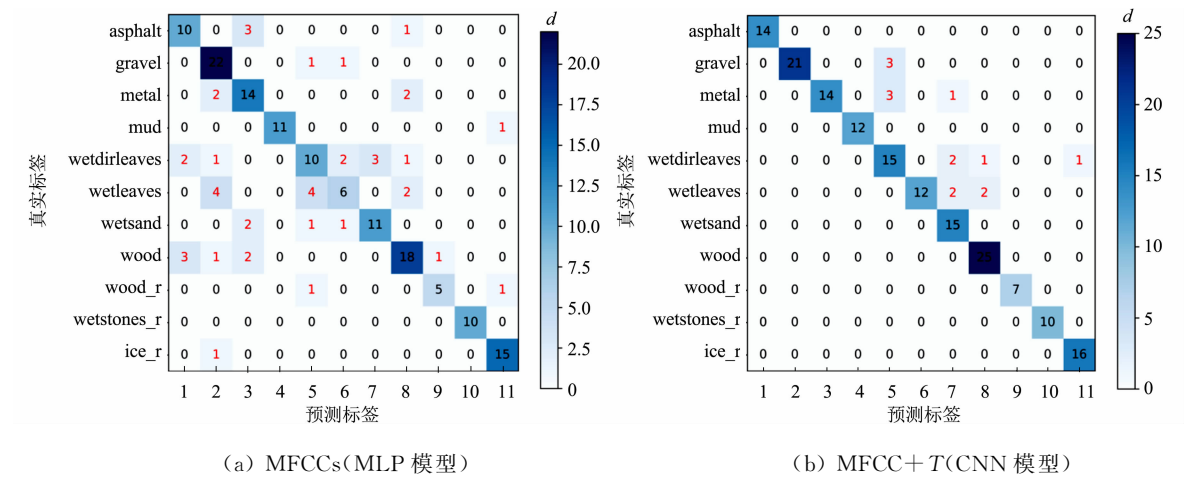 d
asphalt 10 0 3 0 0 0 0 1 0 0 0
gravel 0 22 0 0 1 1 0 0 0 0 0
metal 0 2 14 0 0 0 0 2 0 0 0
mud 0 0 0 11 0 0 0 0 0 0 1
wetdirleaves 2 1 0 0 10 2 3 1 0 0 0
wetleaves 0 4 0 0 4 6 0 2 0 0 0
wetsand 0 0 2 0 1 1 11 0 0 0 0
wood 3 1 2 0 0 0 0 18 1 0 0
wood_r 0 0 0 0 1 0 0 0 5 0 1
wetstones_r 0 0 0 0 0 0 0 0 0 10 0
ice_r 0 1 0 0 0 0 0 0 0 0 15
1 2 3 4 5 6 7 8 9 10 11
真实标签
预测标签
20.0
17.5
15.0
12.5
10.0
7.5
5.0
2.5
0
(a) MFCCs(MLP 模型)
d
asphalt 14 0 0 0 0 0 0 0 0 0 0
gravel 0 21 0 0 3 0 0 0 0 0 0
metal 0 0 14 0 3 0 1 0 0 0 0
mud 0 0 0 12 0 0 0 0 0 0 0
wetdirleaves 0 0 0 0 15 0 2 1 0 0 1
wetleaves 0 0 0 0 0 12 2 2 0 0 0
wetsand 0 0 0 0 0 0 15 0 0 0 0
wood 0 0 0 0 0 0 0 25 0 0 0
wood_r 0 0 0 0 0 0 0 0 7 0 0
wetstones_r 0 0 0 0 0 0 0 0 0 10 0
ice_r 0 0 0 0 0 0 0 0 0 0 16
1 2 3 4 5 6 7 8 9 10 11
真实标签
预测标签
25
20
15
10
5
0
(b) MFCC+T(CNN 模型)